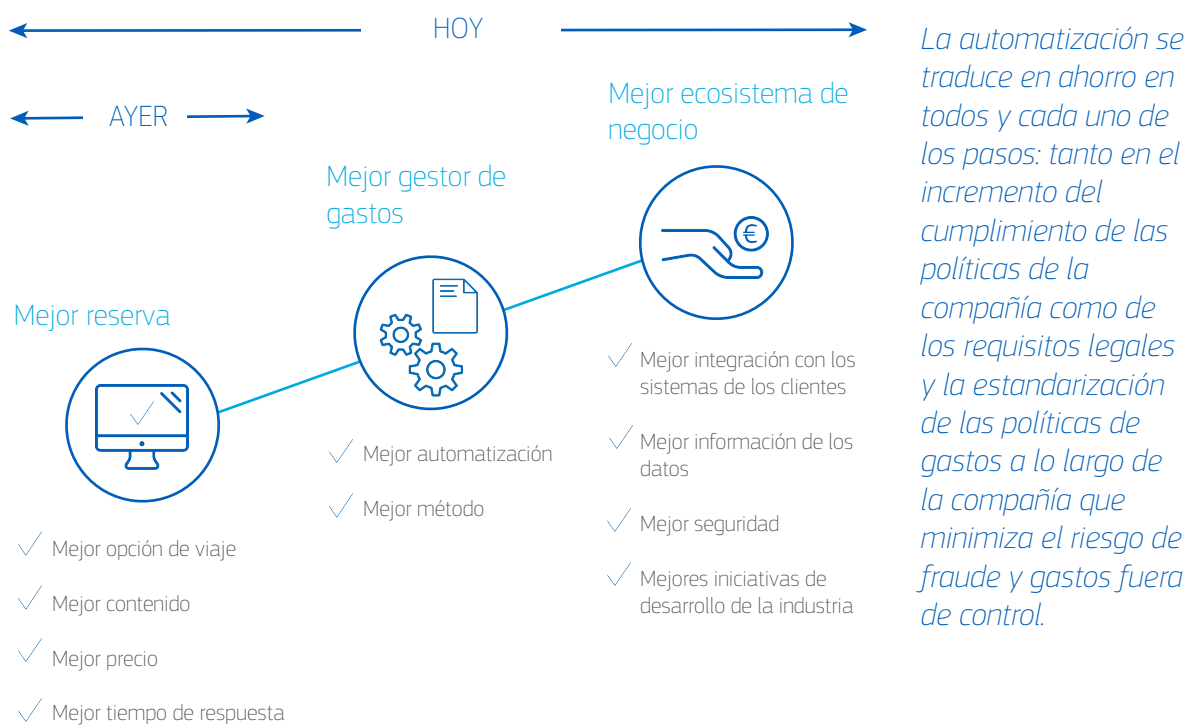 HOY
AYER
Mejor reserva
Mejor opción de viaje
Mejor contenido
Mejor precio
Mejor tiempo de respuesta
Mejor gestor de
gastos
Mejor automatización
Mejor método
Mejor ecosistema de
negocio
€
Mejor integración con los
sistemas de los clientes
Mejor información de los
datos
Mejor seguridad
Mejores iniciativas de
desarrollo de la industria
La automatización se
traduce en ahorro en
todos y cada uno de
los pasos: tanto en el
incremento del
cumplimiento de las
políticas de la
compañía como de
los requisitos legales
y la estandarización
de las políticas de
gastos a lo largo de
la compañía que
minimiza el riesgo de
fraude y gastos fuera
de control.